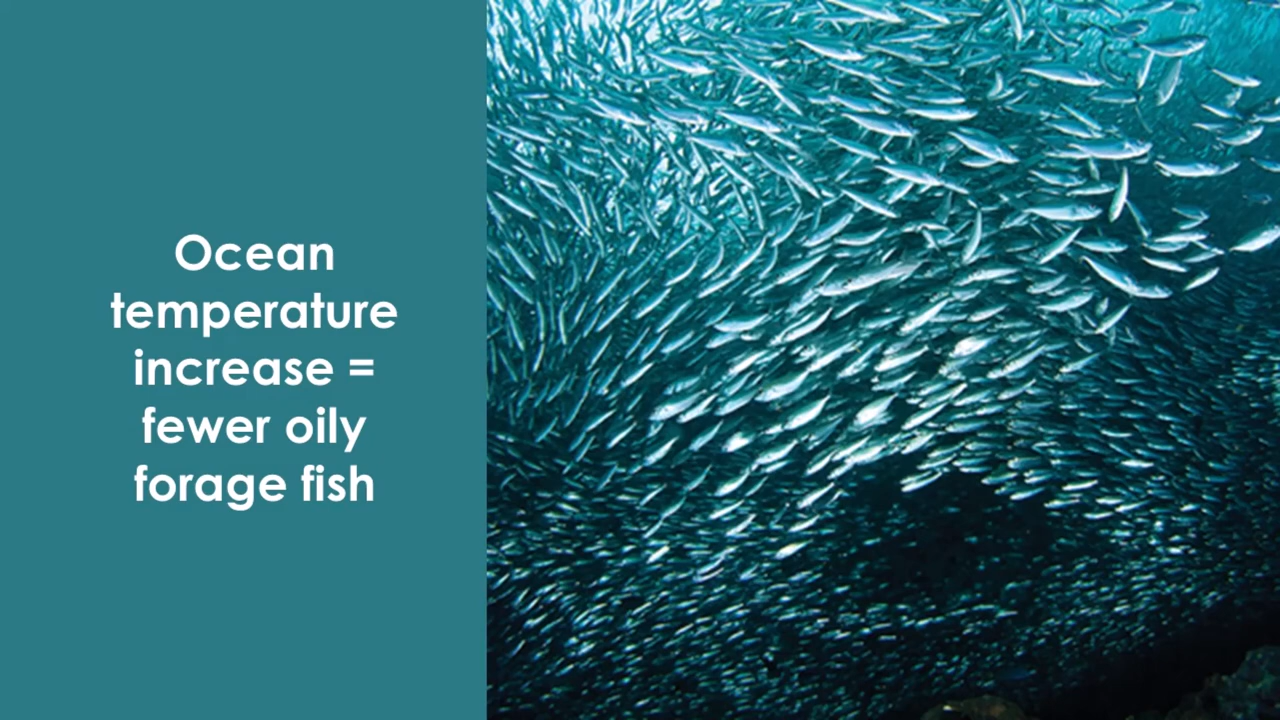 Ocean
temperature
increase =
fewer oily
forage fish